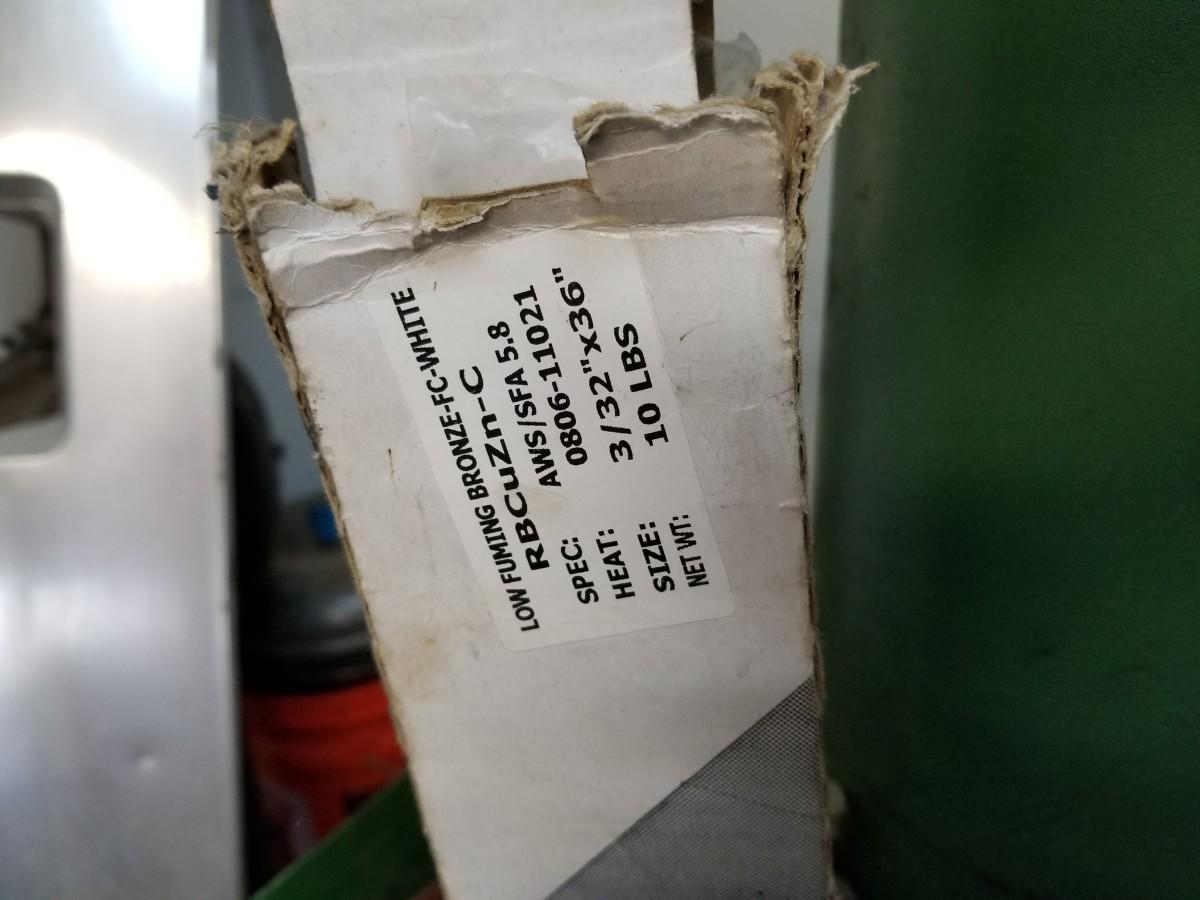 LOW FUMING BRONZE-FC-WHITE
RBCuZn-C
SPEC: AWS/SFA 5.8
HEAT: 0806-11021
SIZE: 3/32"x36"
NET WT: 10 LBS